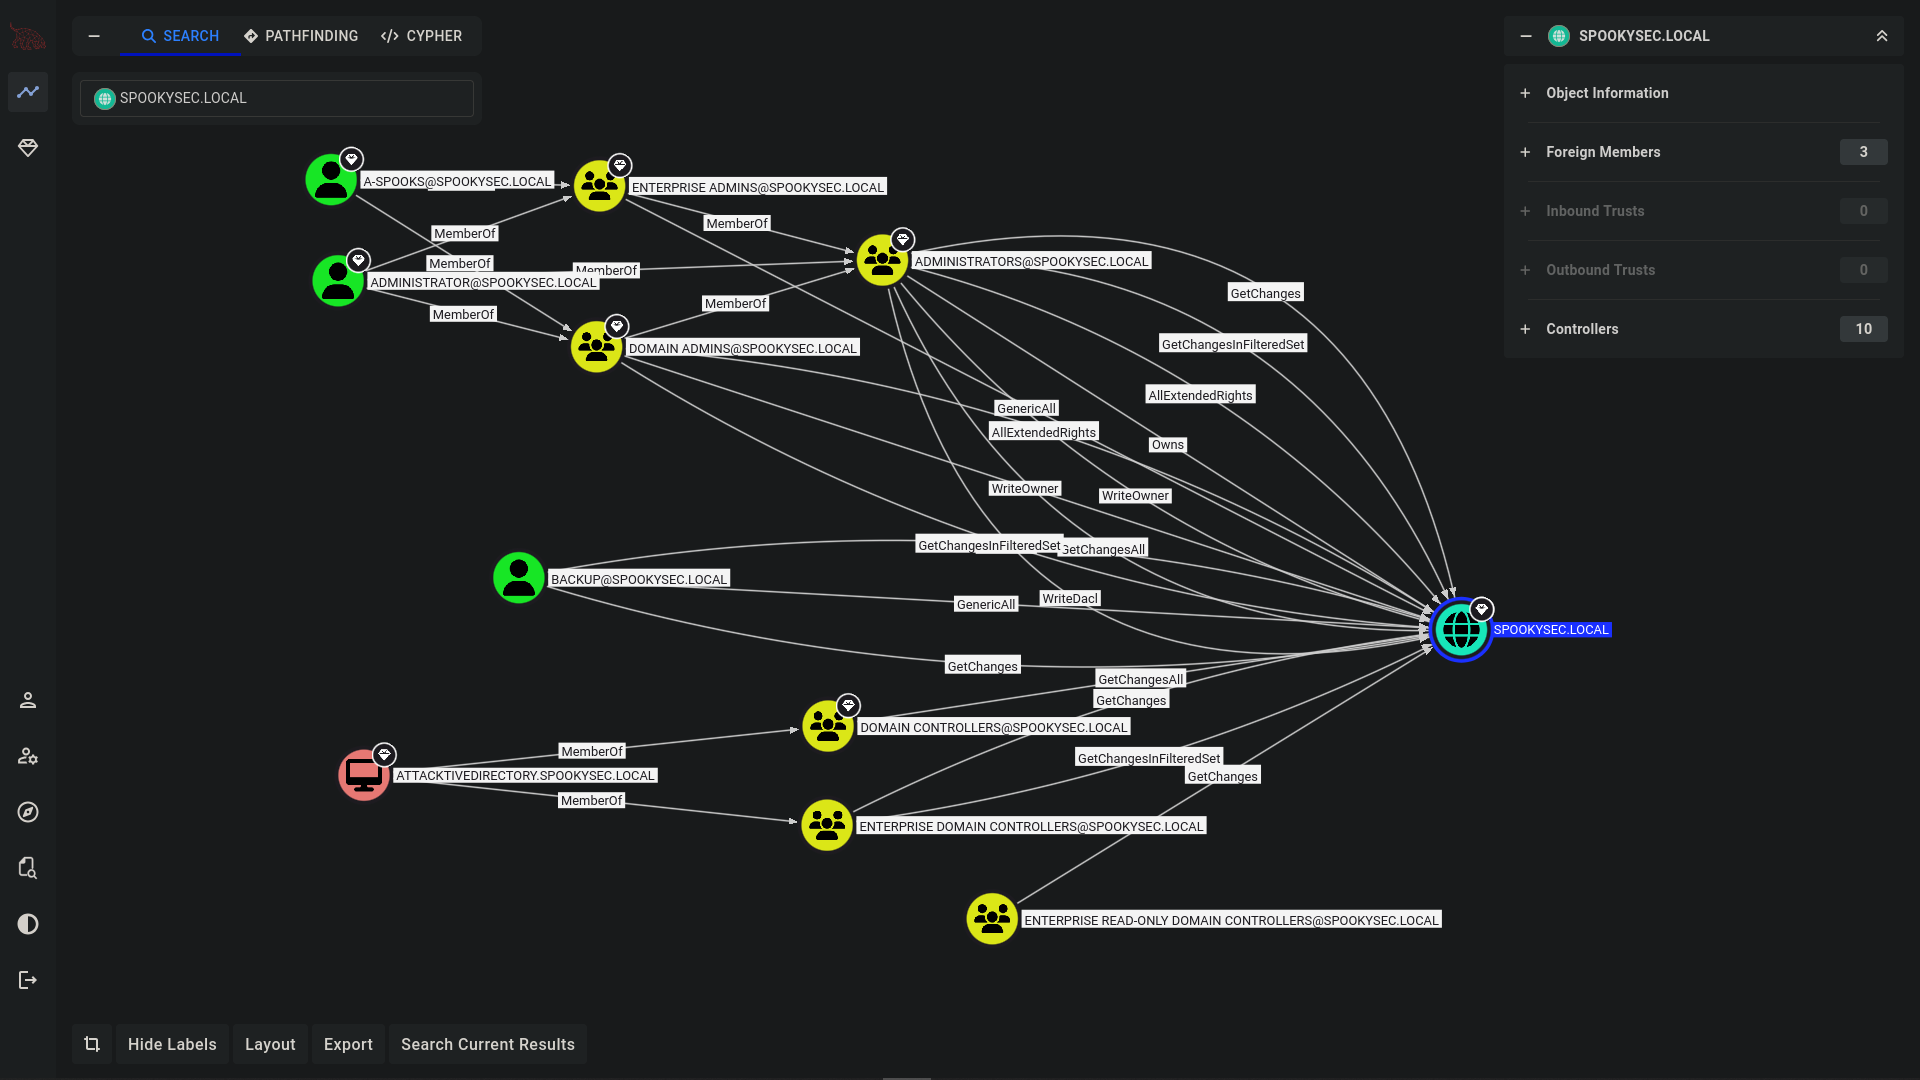 SEARCH
PATHFINDING
CYPHER
SPOOKYSEC.LOCAL
SPOOKYSEC.LOCAL
Object Information
Foreign Members 3
Inbound Trusts 0
Outbound Trusts 0
Controllers 10
A-SPOOKS@SPOOKYSEC.LOCAL
ENTERPRISE ADMINS@SPOOKYSEC.LOCAL
MemberOf
MemberOf
MemberOf
MemberOf
ADMINISTRATORS@SPOOKYSEC.LOCAL
ADMINISTRATOR@SPOOKYSEC.LOCAL
GetChanges
MemberOf
MemberOf
GetChangesInFilteredSet
DOMAIN ADMINS@SPOOKYSEC.LOCAL
AllExtendedRights
GenericAll
AllExtendedRights
Owns
WriteOwner
WriteOwner
GetChangesInFilteredSet
GetChangesAll
BACKUP@SPOOKYSEC.LOCAL
WriteDacl
GenericAll
SPOOKYSEC.LOCAL
GetChanges
GetChangesAll
GetChanges
DOMAIN CONTROLLERS@SPOOKYSEC.LOCAL
MemberOf
GetChangesInFilteredSet
ATTACKTIVEDIRECTORY.SPOOKYSEC.LOCAL
GetChanges
MemberOf
ENTERPRISE DOMAIN CONTROLLERS@SPOOKYSEC.LOCAL
ENTERPRISE READ-ONLY DOMAIN CONTROLLERS@SPOOKYSEC.LOCAL
Hide Labels
Layout
Export
Search Current Results